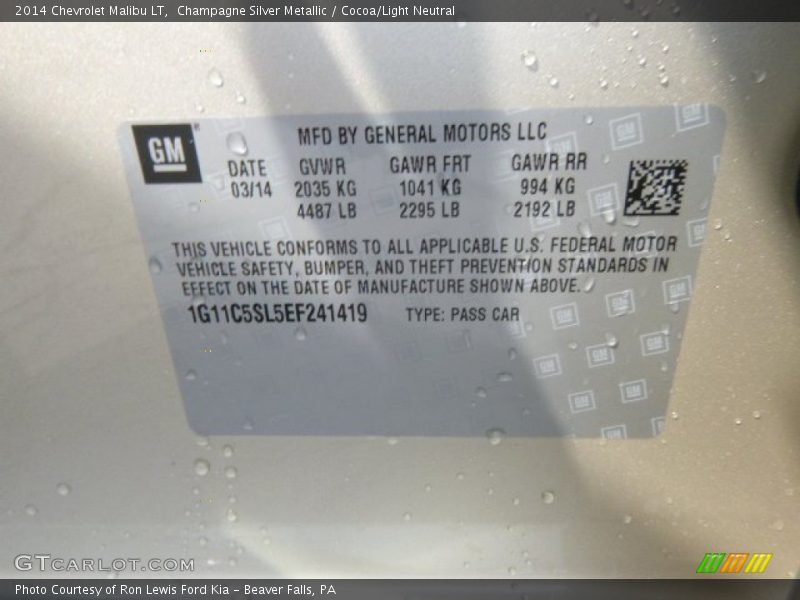 2014 Chevrolet Malibu LT,  Champagne Silver Metallic / Cocoa/Light Neutral
GM
MFD BY GENERAL MOTORS LLC
DATE GVWR GAWR FRT GAWR RR
03/14 2035 KG 1041 KG 994 KG
4487 LB 2295 LB 2192 LB
THIS VEHICLE CONFORMS TO ALL APPLICABLE U.S. FEDERAL MOTOR
VEHICLE SAFETY, BUMPER, AND THEFT PREVENTION STANDARDS IN
EFFECT ON THE DATE OF MANUFACTURE SHOWN ABOVE.
1G11C5SL5EF241419 TYPE: PASS CAR
GTCARLOT.COM
Photo Courtesy of Ron Lewis Ford Kia – Beaver Falls, PA